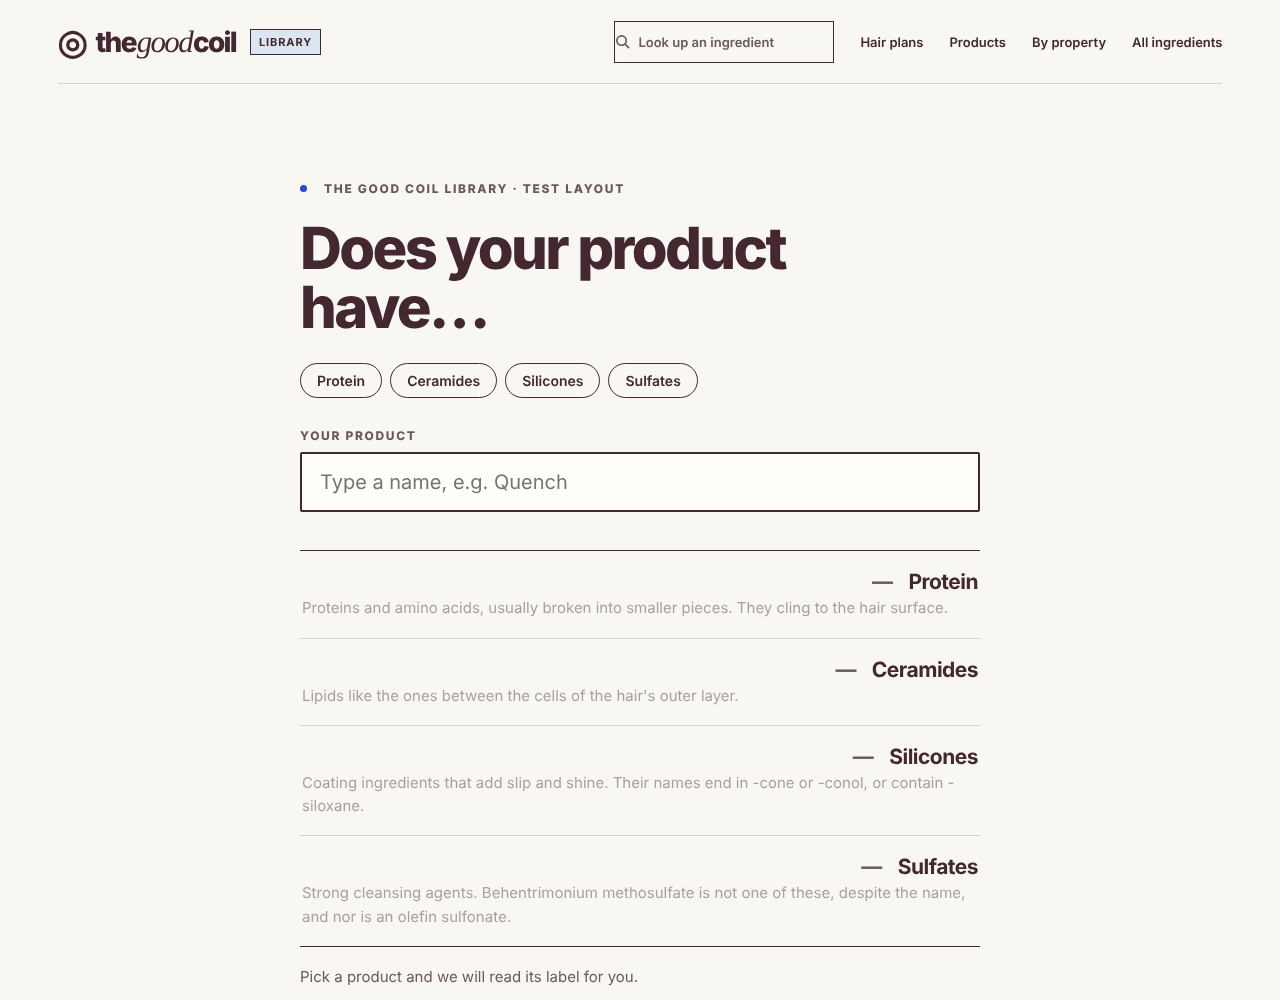 thegoodcoil LIBRARY
Look up an ingredient
Hair plans Products By property All ingredients
THE GOOD COIL LIBRARY · TEST LAYOUT
Does your product
have…
Protein Ceramides Silicones Sulfates
YOUR PRODUCT
Type a name, e.g. Quench
— Protein
Proteins and amino acids, usually broken into smaller pieces. They cling to the hair surface.
— Ceramides
Lipids like the ones between the cells of the hair's outer layer.
— Silicones
Coating ingredients that add slip and shine. Their names end in -cone or -conol, or contain -
siloxane.
— Sulfates
Strong cleansing agents. Behentrimonium methosulfate is not one of these, despite the name,
and nor is an olefin sulfonate.
Pick a product and we will read its label for you.